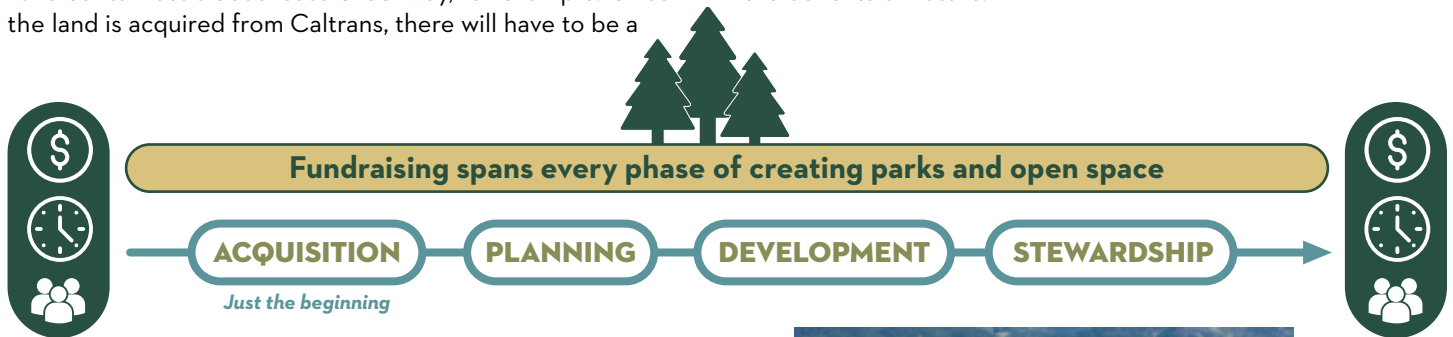 the land is acquired from Caltrans, there will have to be a
Fundraising spans every phase of creating parks and open space
ACQUISITION
PLANNING
DEVELOPMENT
STEWARDSHIP
Just the beginning